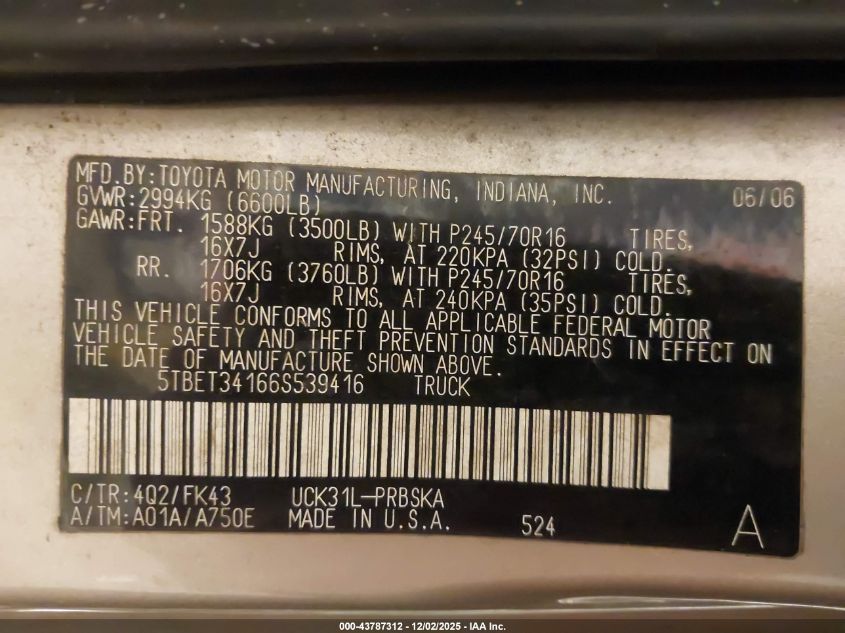 MFD.BY:TOYOTA MOTOR MANUFACTURING, INDIANA, INC. 06/06
GVWR:2994KG (6600LB)
GAWR:FRT. 1588KG (3500LB) WITH P245/70R16 TIRES,
16X7J RIMS, AT 220KPA (32PSI) COLD.
RR. 1706KG (3760LB) WITH P245/70R16 TIRES,
16X7J RIMS, AT 240KPA (35PSI) COLD.
THIS VEHICLE CONFORMS TO ALL APPLICABLE FEDERAL MOTOR
VEHICLE SAFETY AND THEFT PREVENTION STANDARDS IN EFFECT ON
THE DATE OF MANUFACTURE SHOWN ABOVE.
5TBET34166S539416 TRUCK
C/TR:4Q2/FK43 UCK31L-PRBSKA
A/TM:A01A/A750E MADE IN U.S.A. 524 A
000-43787312 - 12/02/2025 - IAA Inc.